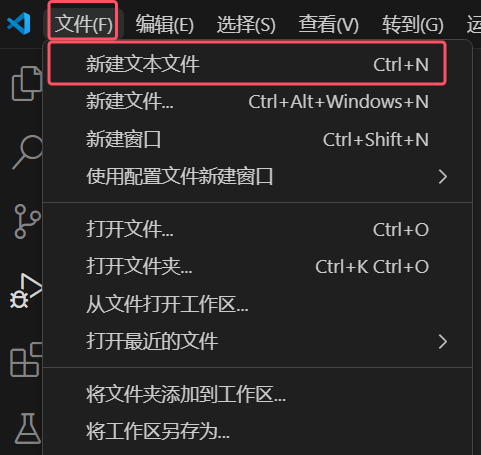 文件(F) 编辑(E) 选择(S) 查看(V) 转到(G) 运
新建文本文件 Ctrl+N
新建文件... Ctrl+Alt+Windows+N
新建窗口 Ctrl+Shift+N
使用配置文件新建窗口
打开文件... Ctrl+O
打开文件夹... Ctrl+K Ctrl+O
从文件打开工作区...
打开最近的文件
将文件夹添加到工作区...
将工作区另存为...